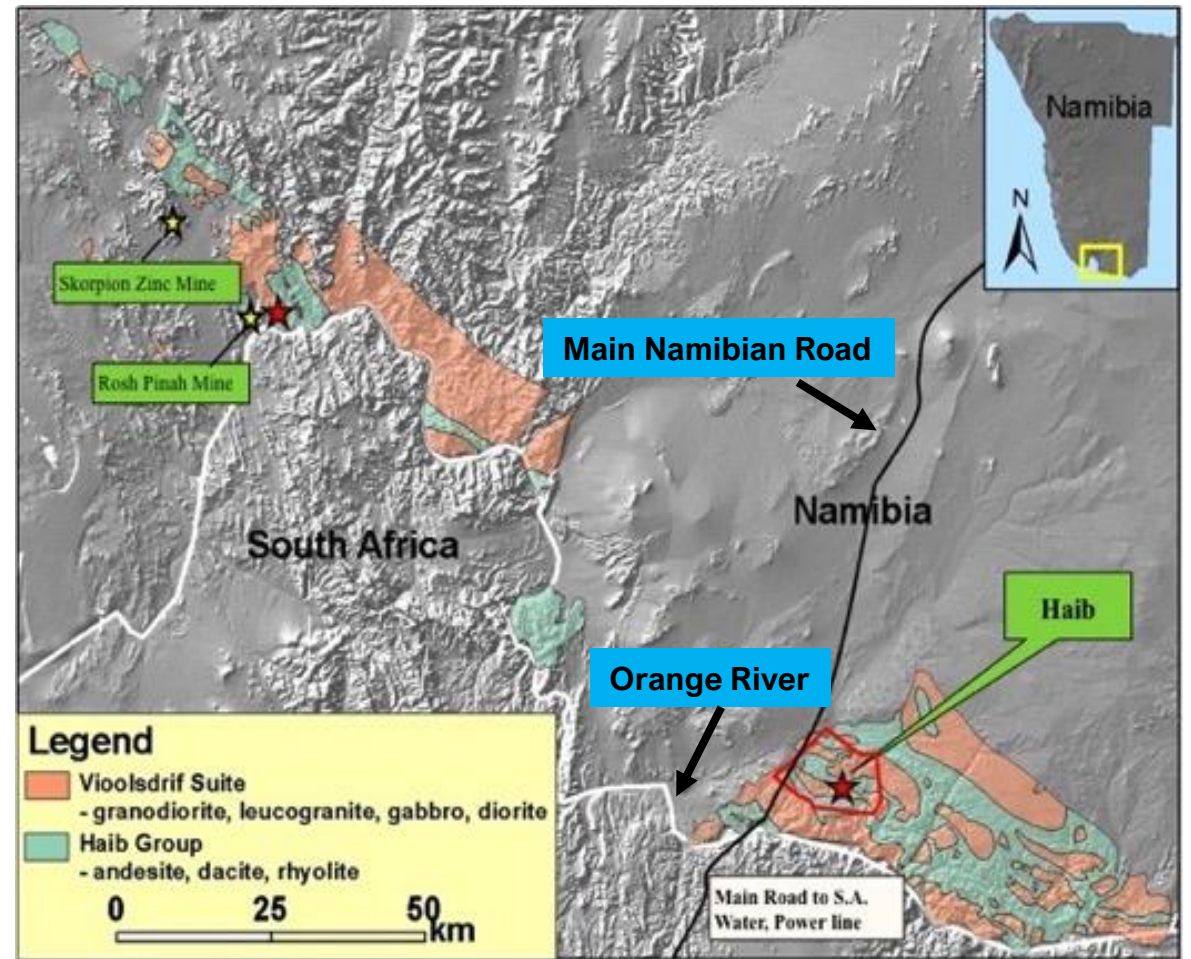 Namibia
N
Skorpion Zinc Mine
Rosh Pinah Mine
Main Namibian Road
Namibia
South Africa
Haib
Orange River
Legend
Vioolsdrif Suite
- granodiorite, leucogranite, gabbro, diorite
Haib Group
- andesite, dacite, rhyolite
0 25 50 km
Main Road to S.A.
Water, Power line